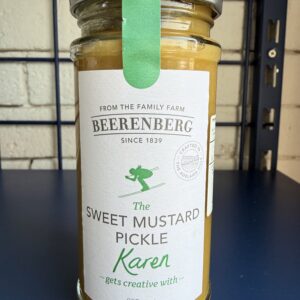 FROM THE FAMILY FARM
BEERENBERG
SINCE 1839
The
SWEET MUSTARD
PICKLE
Karen
gets creative with